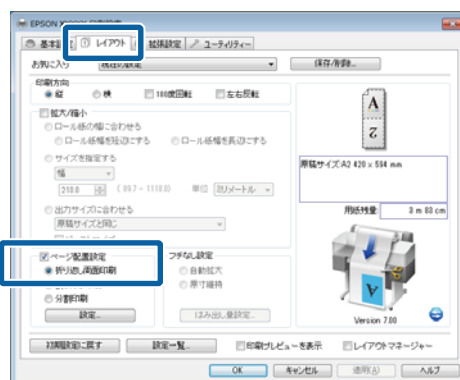 EPSON
レイアウト
拡張設定
ユーティリティー
お気に入り
現在の設定
保存/削除...
印刷方向
縦
横
180度回転
左右反転
拡大/縮小
ロール紙の幅に合わせる
ロール紙幅を短辺にする
ロール紙幅を長辺にする
サイズを指定する
幅
210.0
( 89.7 - 1118.0)
単位
ミリメートル
出力サイズに合わせる
原稿サイズと同じ
原稿サイズ:A2 420 x 594 mm
用紙残量
3 m 83 cm
ページ配置設定
折り返し両面印刷
分割印刷
設定...
フチなし設定
自動拡大
原寸維持
はみ出し量設定...
Version 7.00
初期設定に戻す
設定一覧...
印刷プレビューを表示
レイアウトマネージャー
OK
キャンセル
適用(A)
ヘルプ